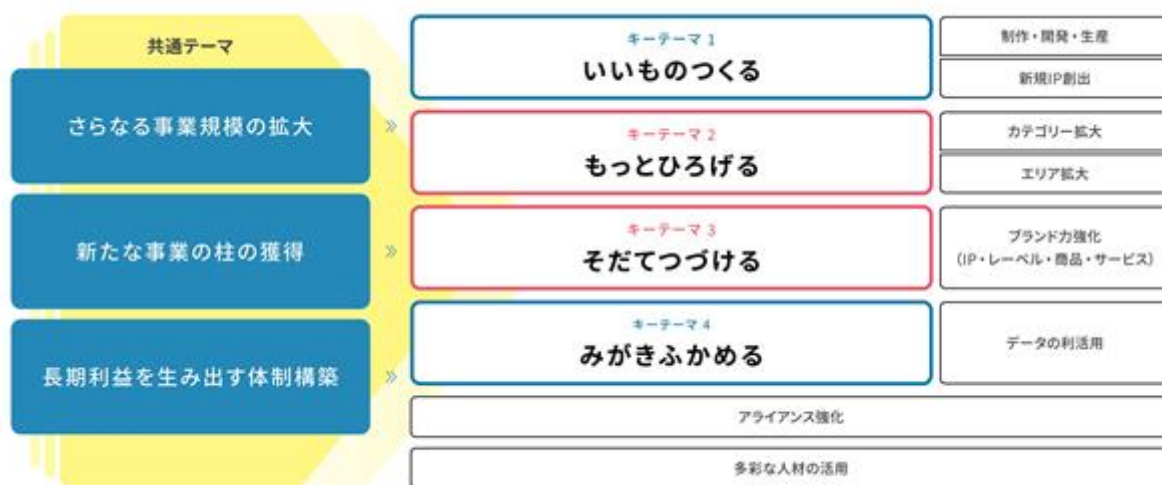 共通テーマ
さらなる事業規模の拡大
新たな事業の柱の獲得
長期利益を生み出す体制構築
キーテーマ 1
いいものつくる
制作・開発・生産
新規IP創出
キーテーマ 2
もっとひろげる
カテゴリー拡大
エリア拡大
キーテーマ 3
そだてつづける
ブランド力強化
（IP・レーベル・商品・サービス）
キーテーマ 4
みがきふかめる
データの利活用
アライアンス強化
多彩な人材の活用